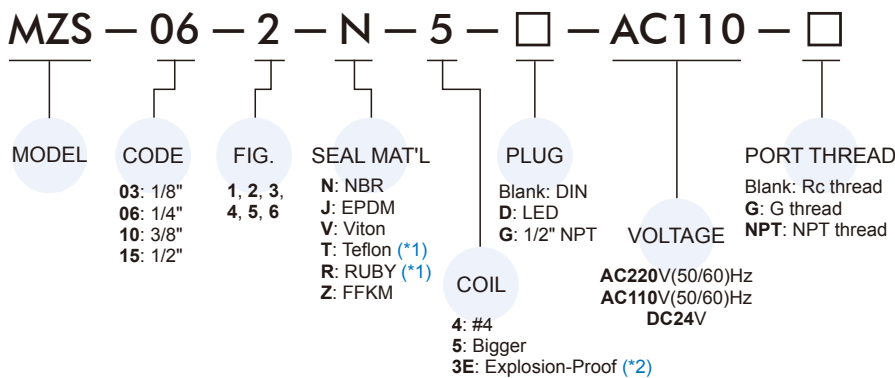 MZS — 06 — 2 — N — 5 — □ — AC110 — □
MODEL
CODE
03: 1/8"
06: 1/4"
10: 3/8"
15: 1/2"
FIG.
1, 2, 3,
4, 5, 6
SEAL MAT'L
N: NBR
J: EPDM
V: Viton
T: Teflon (*1)
R: RUBY (*1)
Z: FFKM
COIL
4: #4
5: Bigger
3E: Explosion-Proof (*2)
PLUG
Blank: DIN
D: LED
G: 1/2" NPT
VOLTAGE
AC220V(50/60)Hz
AC110V(50/60)Hz
DC24V
PORT THREAD
Blank: Rc thread
G: G thread
NPT: NPT thread